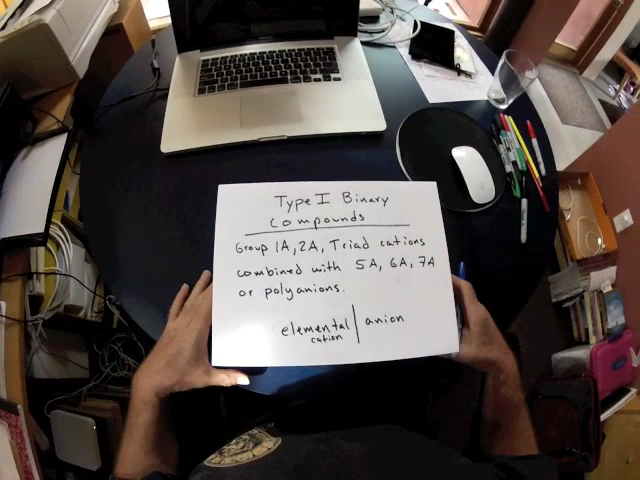 Type I Binary
Compounds
Group 1A, 2A, Triad cations
combined with 5A, 6A, 7A
or polyanions.
elemental | anion
cation